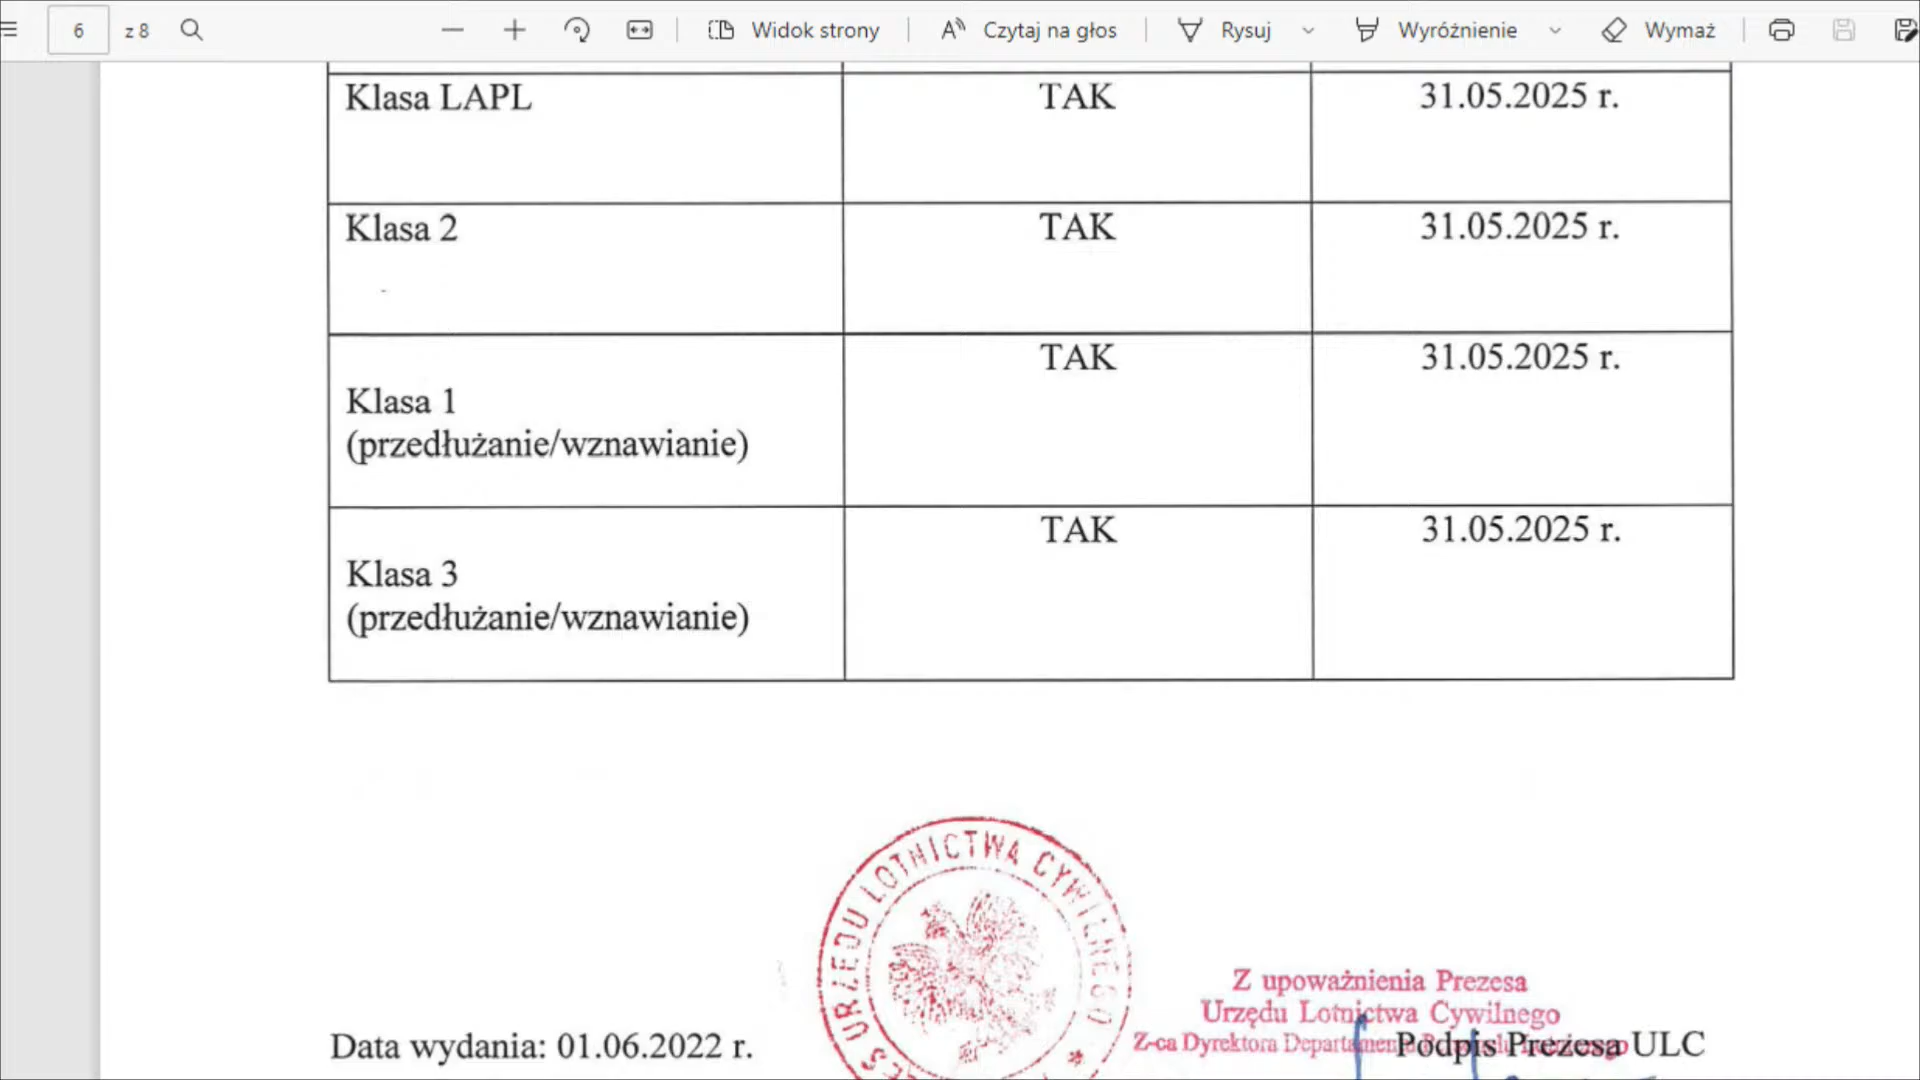 6 z 8 Widok strony Czytaj na głos Rysuj Wyróżnienie Wymaż
Klasa LAPL TAK 31.05.2025 r.
Klasa 2 TAK 31.05.2025 r.
TAK 31.05.2025 r.
Klasa 1
(przedłużanie/wznawianie)
TAK 31.05.2025 r.
Klasa 3
(przedłużanie/wznawianie)
URZĘDU LOTNICTWA CYWILNEGO
Z upoważnienia Prezesa
Urzędu Lotnictwa Cywilnego
Z-ca Dyrektora
Data wydania: 01.06.2022 r.
Podpis Prezesa ULC